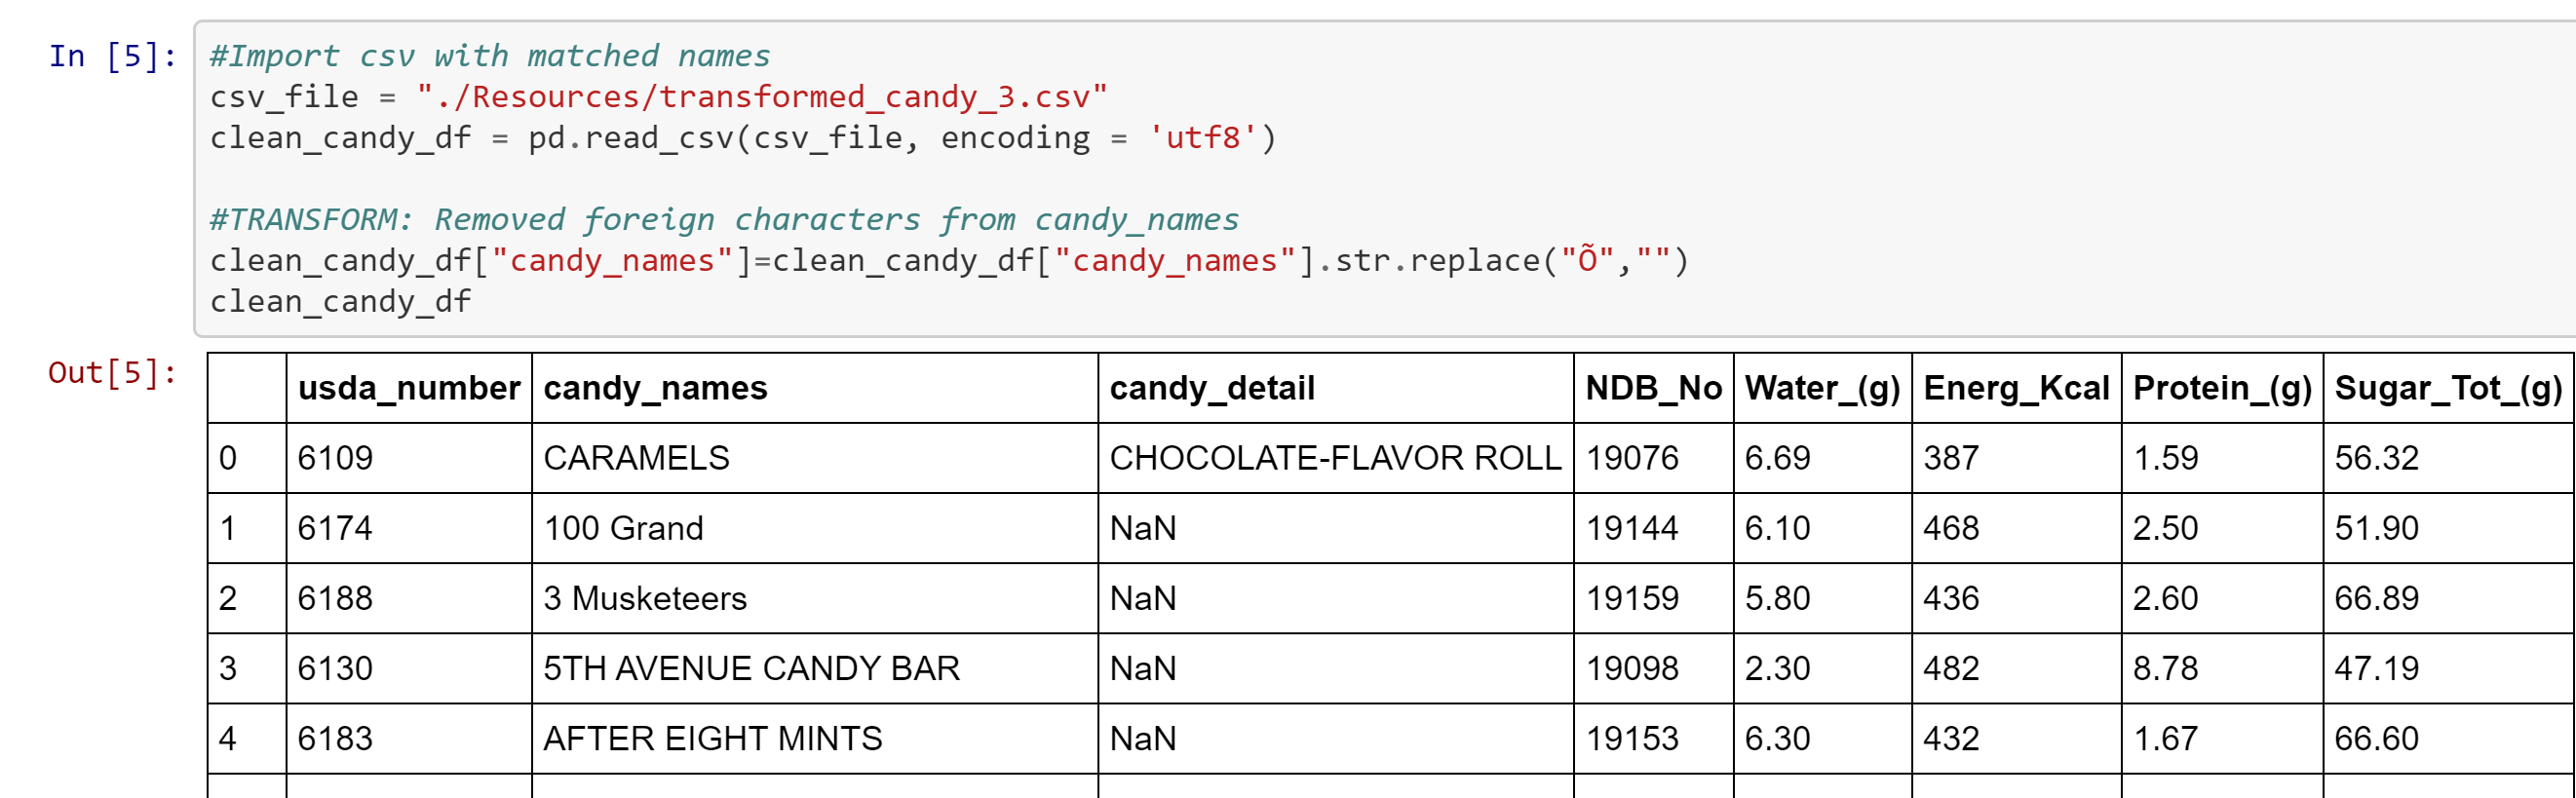 In [5]:
#Import csv with matched names
csv_file = "./Resources/transformed_candy_3.csv"
clean_candy_df = pd.read_csv(csv_file, encoding = 'utf8')
#TRANSFORM: Removed foreign characters from candy_names
clean_candy_df["candy_names"]=clean_candy_df["candy_names"].str.replace("Õ","")
clean_candy_df
Out[5]:
usda_number candy_names candy_detail NDB_No Water_(g) Energ_Kcal Protein_(g) Sugar_Tot_(g)
0 6109 CARAMELS CHOCOLATE-FLAVOR ROLL 19076 6.69 387 1.59 56.32
1 6174 100 Grand NaN 19144 6.10 468 2.50 51.90
2 6188 3 Musketeers NaN 19159 5.80 436 2.60 66.89
3 6130 5TH AVENUE CANDY BAR NaN 19098 2.30 482 8.78 47.19
4 6183 AFTER EIGHT MINTS NaN 19153 6.30 432 1.67 66.60